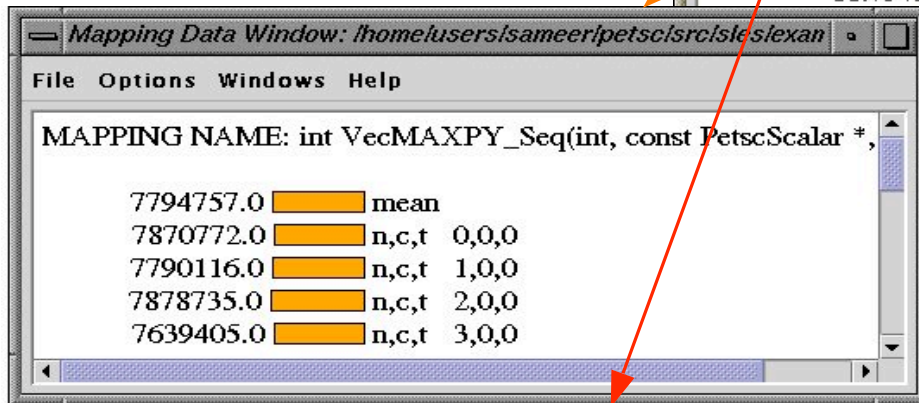 Mapping Data Window: /home/users/sameer/petsc/src/sles/exam
File Options Windows Help
MAPPING NAME: int VecMAXPY_Seq(int, const PetscScalar *,
7794757.0 mean
7870772.0 n,c,t 0,0,0
7790116.0 n,c,t 1,0,0
7878735.0 n,c,t 2,0,0
7639405.0 n,c,t 3,0,0